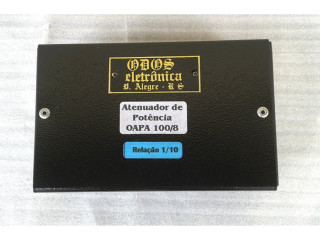 ODOS
eletrônica
P. Alegre - R S
Atenuador de
Potência
OAPA 100/8
Relação 1/10